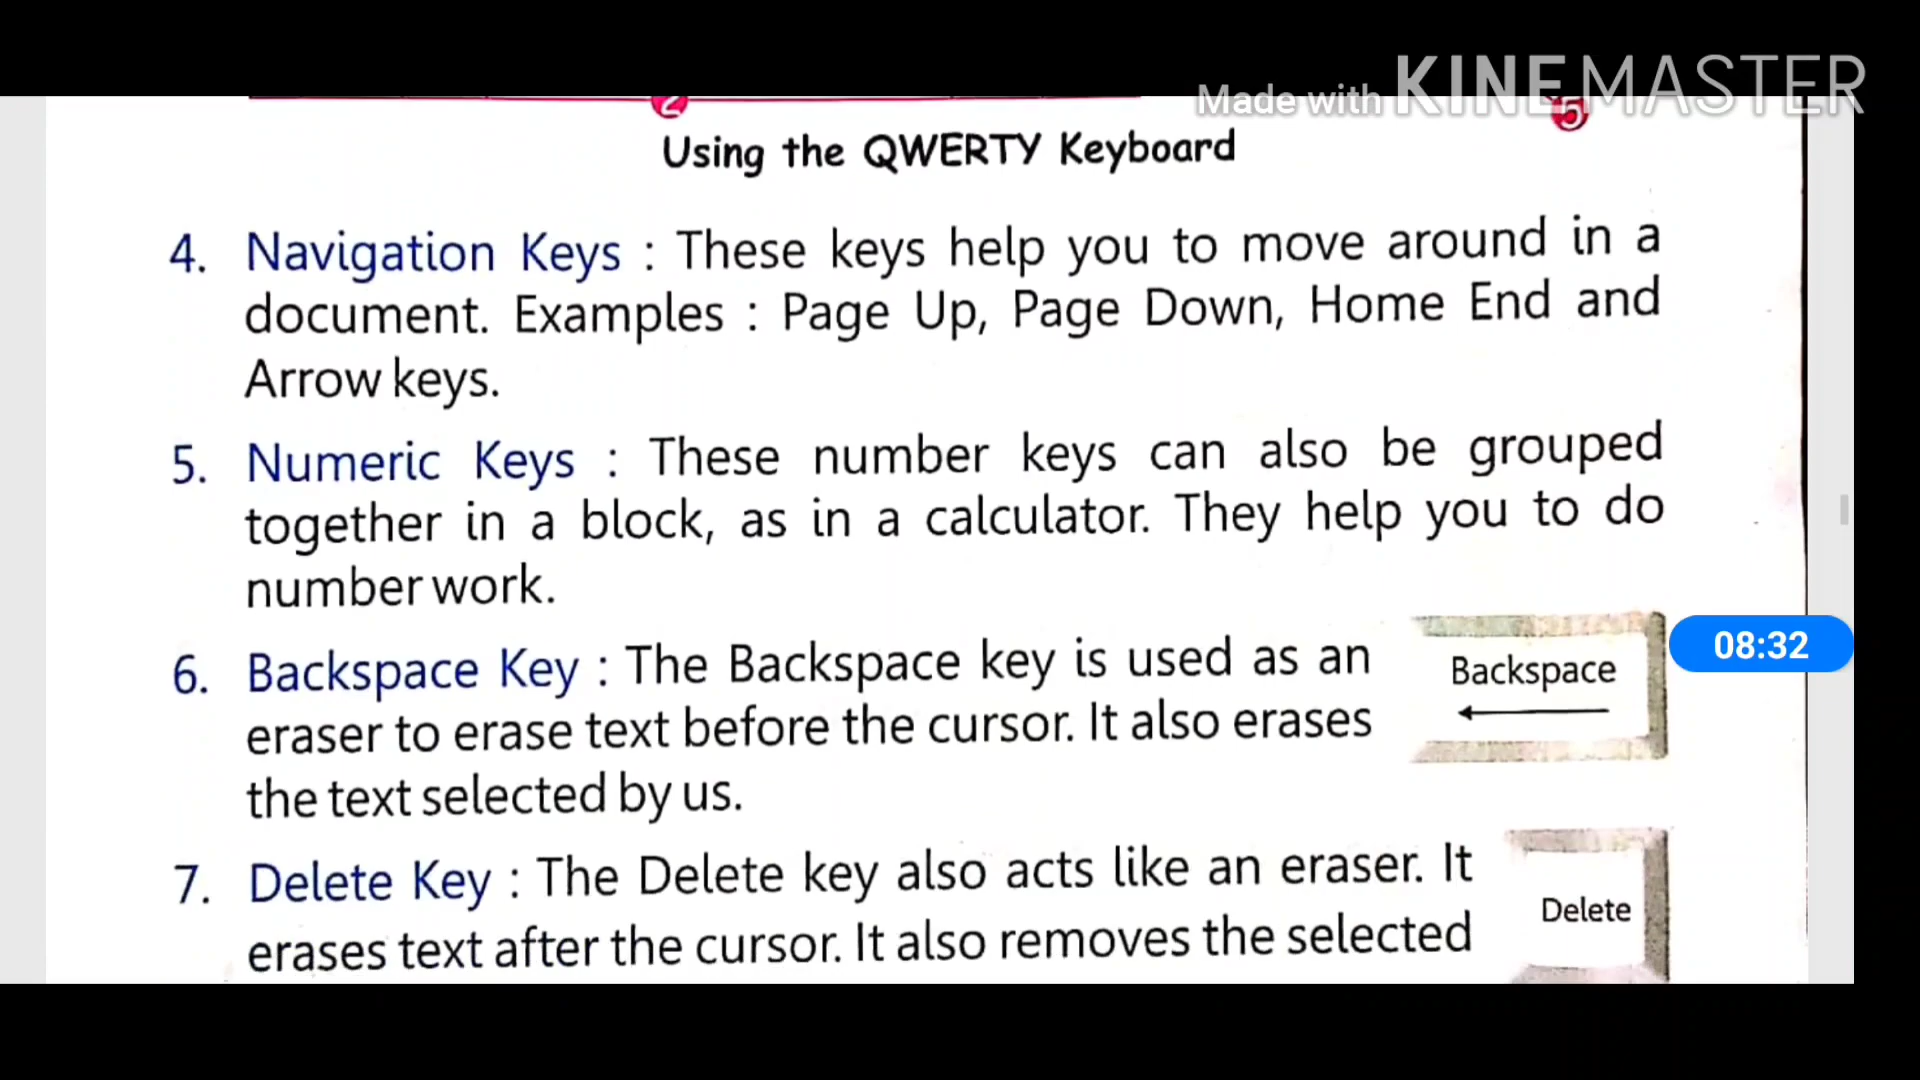 Made with KINEMASTER
2
5
Using the QWERTY Keyboard
4. Navigation Keys : These keys help you to move around in a
document. Examples : Page Up, Page Down, Home End and
Arrow keys.
5. Numeric Keys : These number keys can also be grouped
together in a block, as in a calculator. They help you to do
number work.
6. Backspace Key : The Backspace key is used as an
eraser to erase text before the cursor. It also erases
the text selected by us.
Backspace
08:32
7. Delete Key : The Delete key also acts like an eraser. It
erases text after the cursor. It also removes the selected
Delete